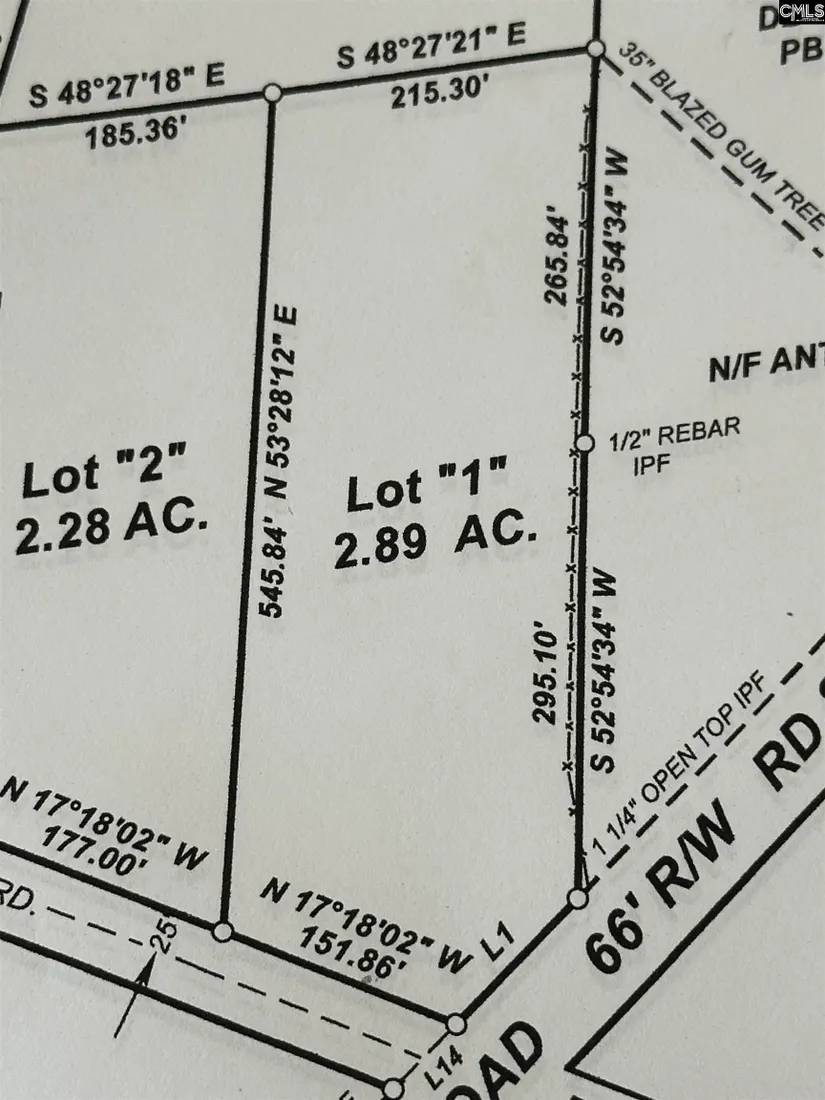 CMLS
PB
S 48°27'18" E
185.36'
S 48°27'21" E
215.30'
35" BLAZED GUM TREE
265.84'
S 52°54'34" W
N/F
1/2" REBAR
IPF
545.84' N 53°28'12" E
Lot "2"
2.28 AC.
Lot "1"
2.89 AC.
295.10'
S 52°54'34" W
1 1/4" OPEN TOP IPF
66' R/W
RD
N 17°18'02" W
177.00'
RD.
25'
N 17°18'02" W
151.86'
L1
L14